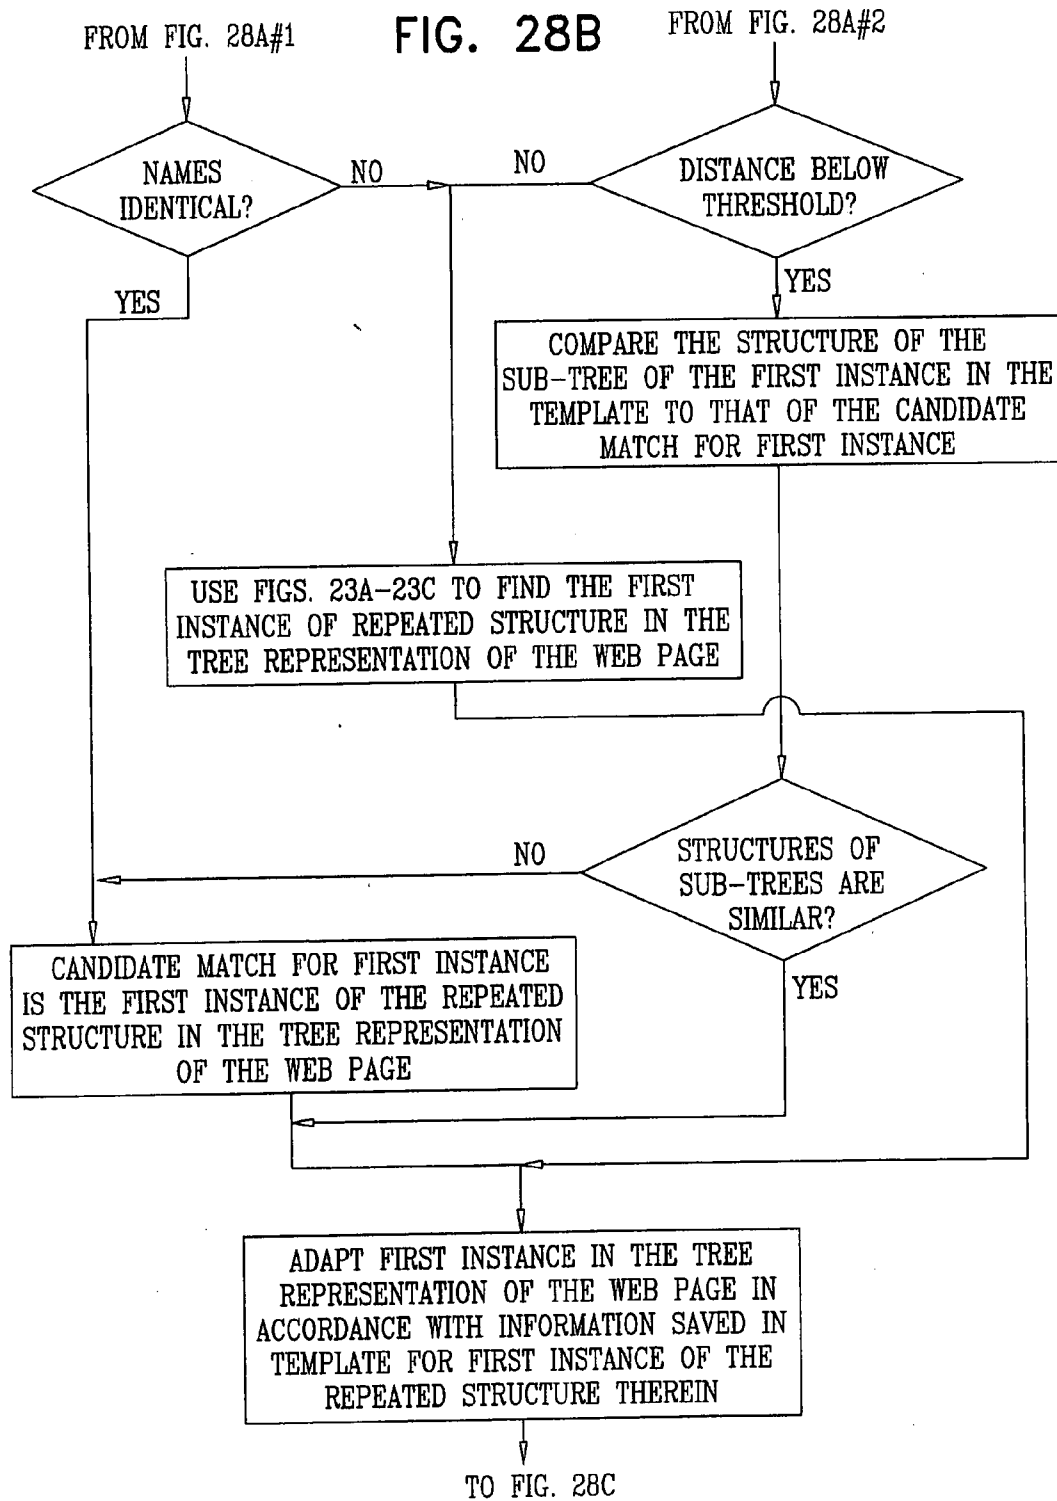 FROM FIG. 28A#1
FIG. 28B
FROM FIG. 28A#2
NAMES
IDENTICAL?
NO
NO
DISTANCE BELOW
THRESHOLD?
YES
YES
COMPARE THE STRUCTURE OF THE
SUB-TREE OF THE FIRST INSTANCE IN THE
TEMPLATE TO THAT OF THE CANDIDATE
MATCH FOR FIRST INSTANCE
USE FIGS. 23A-23C TO FIND THE FIRST
INSTANCE OF REPEATED STRUCTURE IN THE
TREE REPRESENTATION OF THE WEB PAGE
NO
STRUCTURES OF
SUB-TREES ARE
SIMILAR?
YES
CANDIDATE MATCH FOR FIRST INSTANCE
IS THE FIRST INSTANCE OF THE REPEATED
STRUCTURE IN THE TREE REPRESENTATION
OF THE WEB PAGE
ADAPT FIRST INSTANCE IN THE TREE
REPRESENTATION OF THE WEB PAGE IN
ACCORDANCE WITH INFORMATION SAVED IN
TEMPLATE FOR FIRST INSTANCE OF THE
REPEATED STRUCTURE THEREIN
TO FIG. 28C